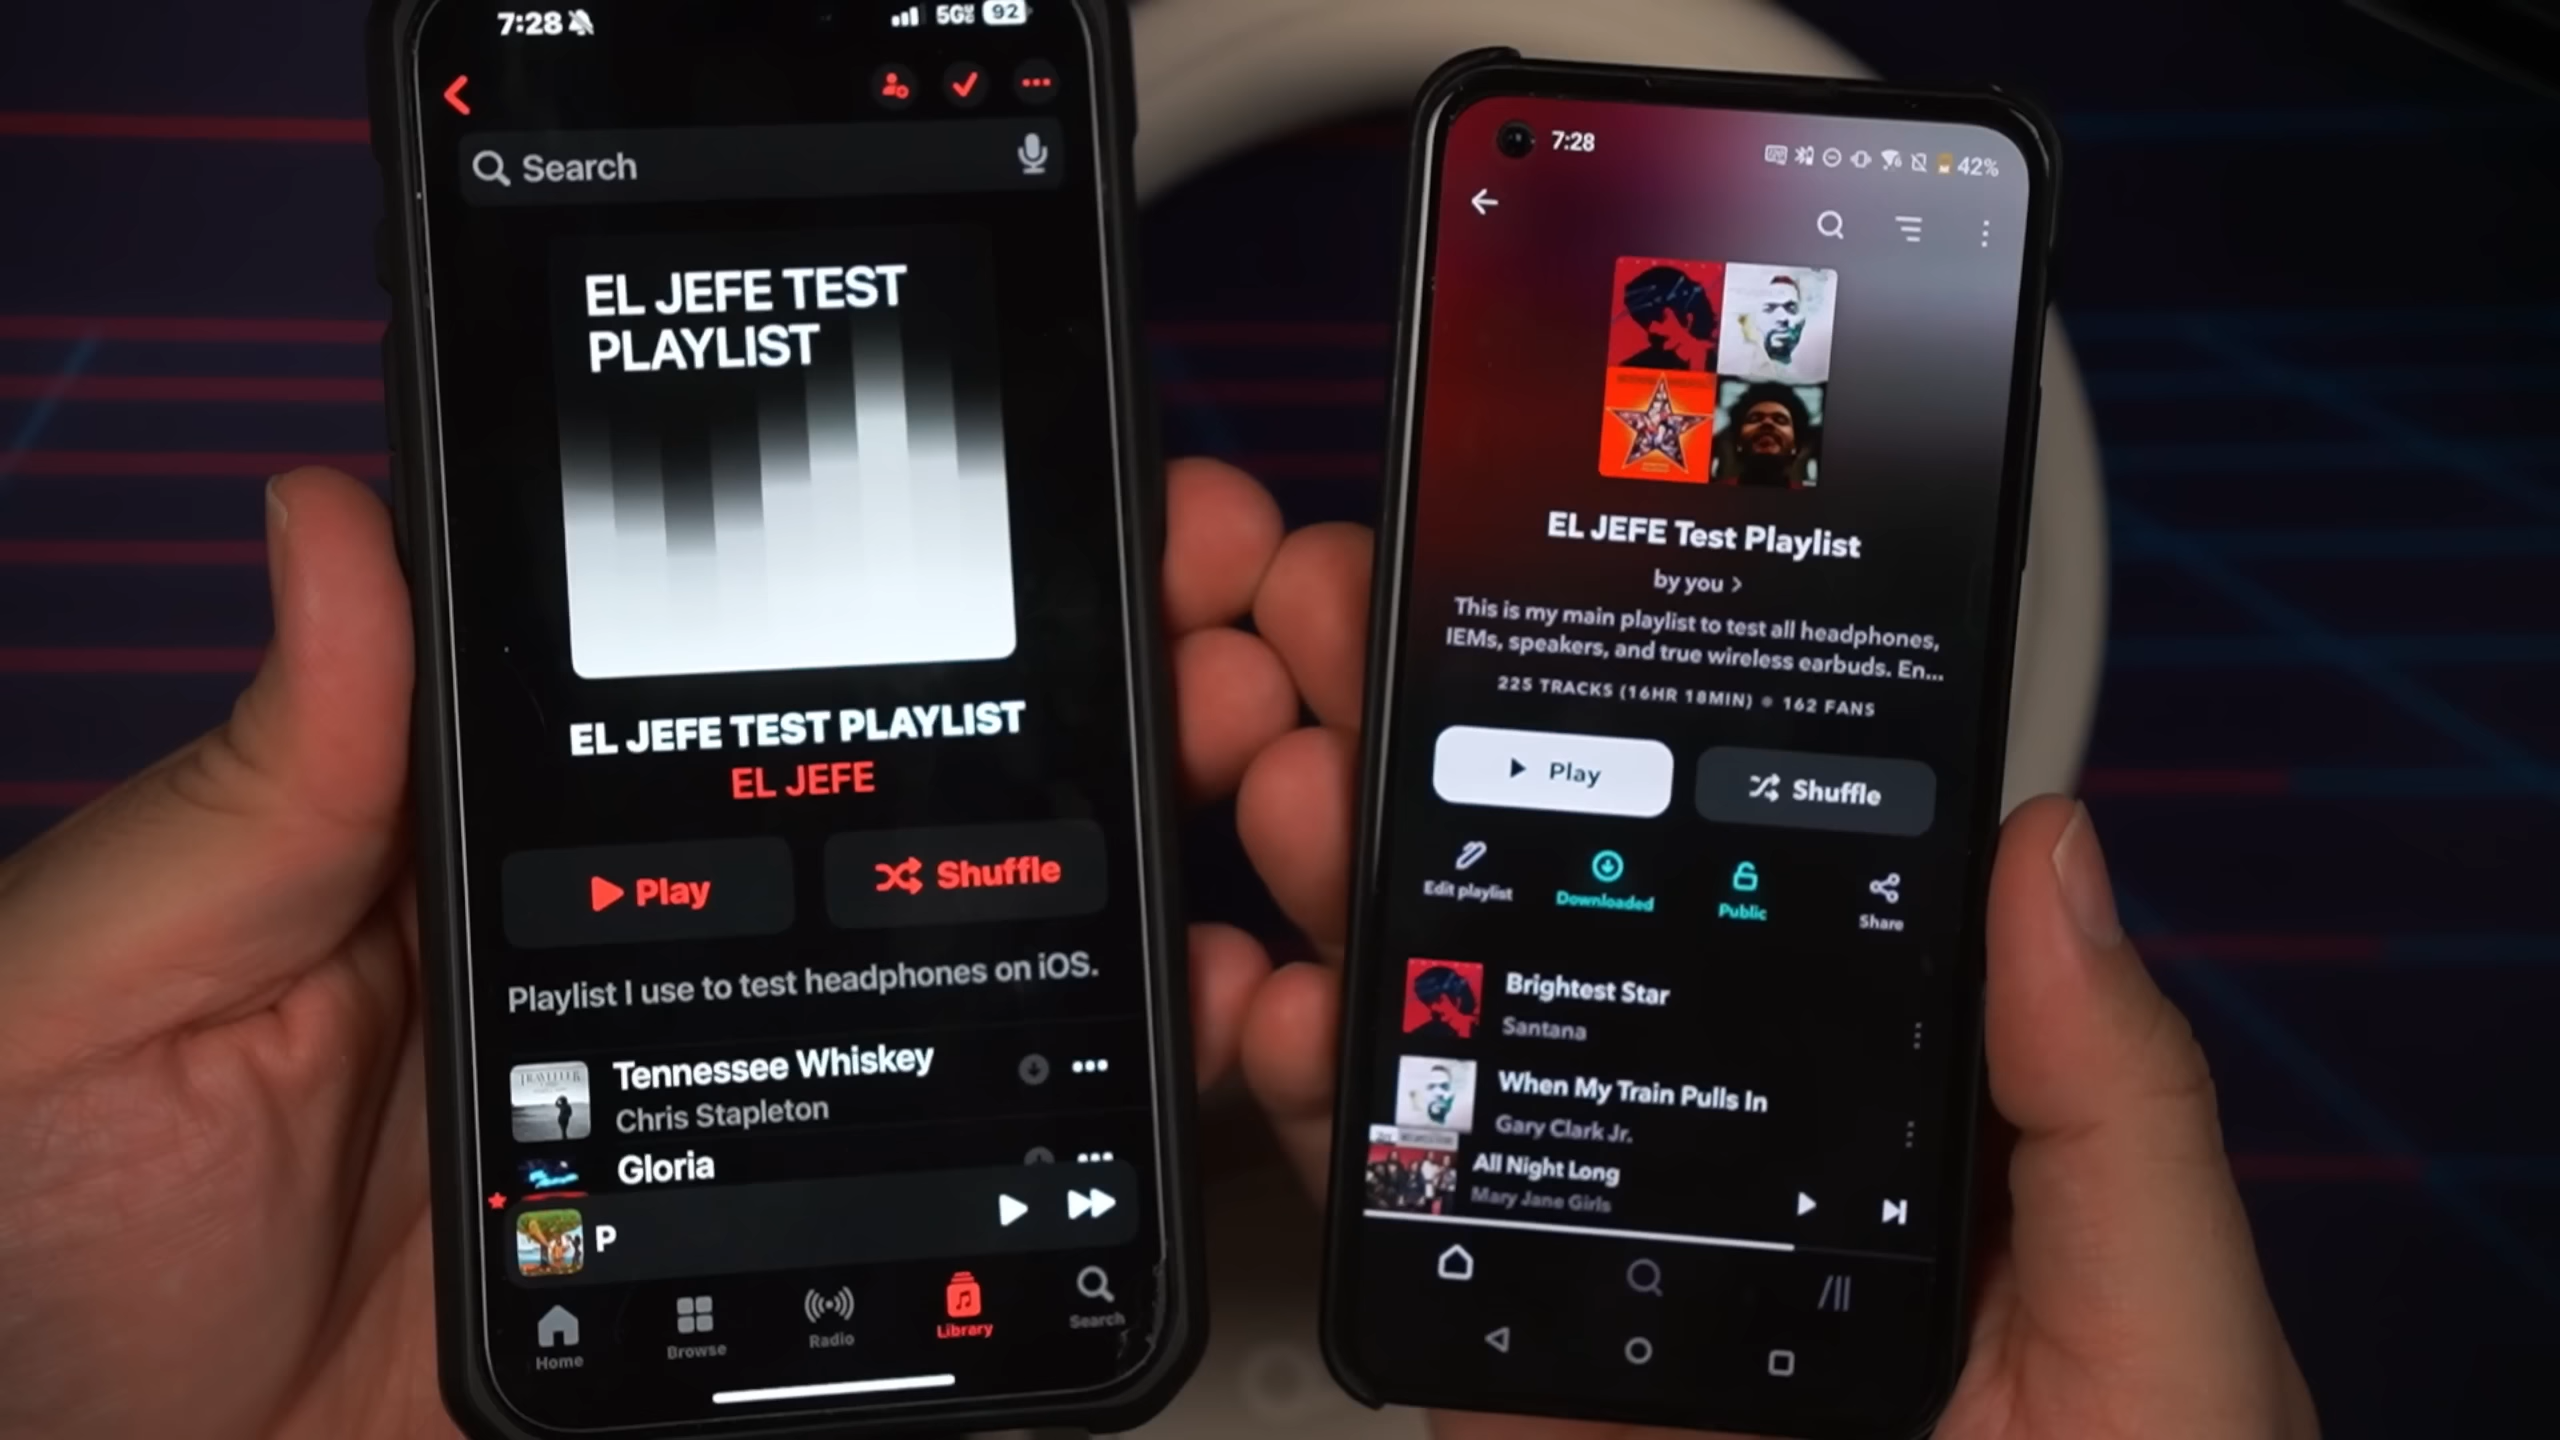 7:28
5G
92
Search
EL JEFE TEST
PLAYLIST
EL JEFE TEST PLAYLIST
EL JEFE
Play
Shuffle
Playlist I use to test headphones on iOS.
TRAVELLER
Tennessee Whiskey
Chris Stapleton
Gloria
P
Home
Browse
Radio
Library
Search
7:28
42%
EL JEFE Test Playlist
by you >
This is my main playlist to test all headphones,
IEMs, speakers, and true wireless earbuds. En...
225 TRACKS (16HR 18MIN) • 162 FANS
Play
Shuffle
Edit playlist
Downloaded
Public
Share
Brightest Star
Santana
When My Train Pulls In
Gary Clark Jr.
All Night Long
Mary Jane Girls